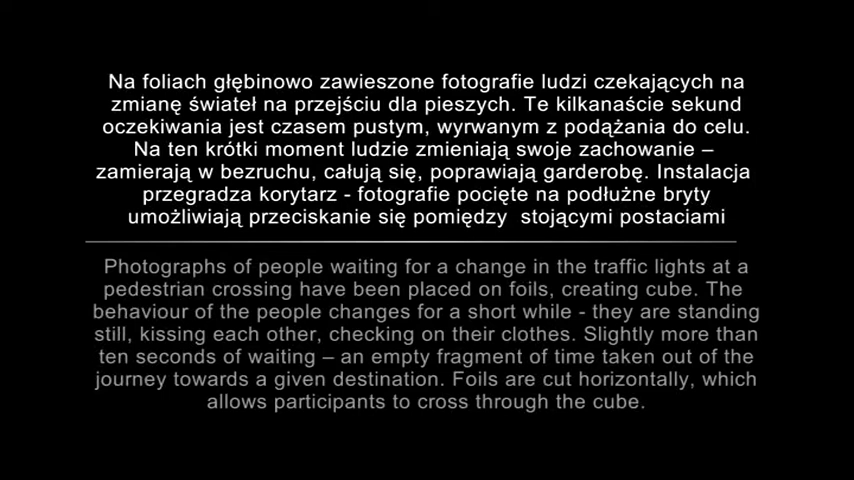 Na foliach głębinowo zawieszone fotografie ludzi czekających na
zmianę świateł na przejściu dla pieszych. Te kilkanaście sekund
oczekiwania jest czasem pustym, wyrwanym z podążania do celu.
Na ten krótki moment ludzie zmieniają swoje zachowanie –
zamierają w bezruchu, całują się, poprawiają garderobę. Instalacja
przegradza korytarz - fotografie pocięte na podłużne bryty
umożliwiają przeciskanie się pomiędzy  stojącymi postaciami
Photographs of people waiting for a change in the traffic lights at a
pedestrian crossing have been placed on foils, creating cube. The
behaviour of the people changes for a short while - they are standing
still, kissing each other, checking on their clothes. Slightly more than
ten seconds of waiting – an empty fragment of time taken out of the
journey towards a given destination. Foils are cut horizontally, which
allows participants to cross through the cube.